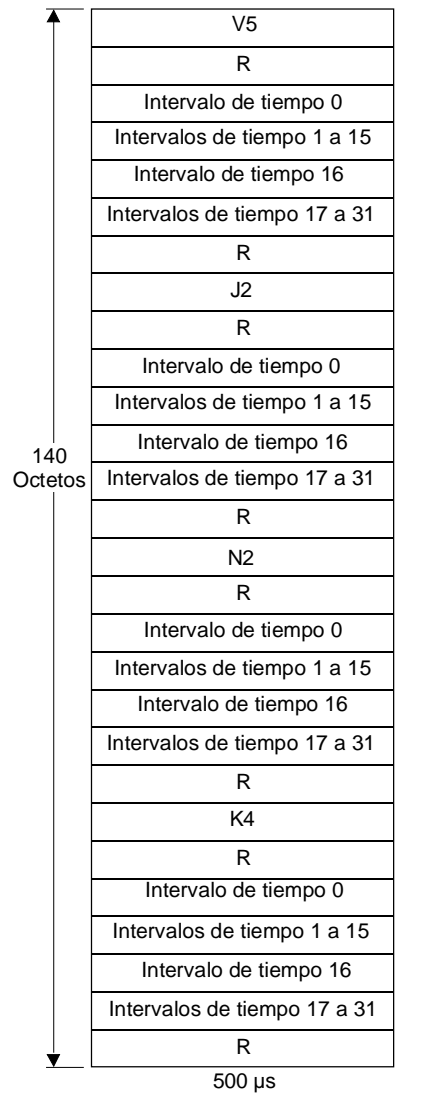 V5
R
Intervalo de tiempo 0
Intervalos de tiempo 1 a 15
Intervalo de tiempo 16
Intervalos de tiempo 17 a 31
R
J2
R
Intervalo de tiempo 0
Intervalos de tiempo 1 a 15
Intervalo de tiempo 16
140
Octetos
Intervalos de tiempo 17 a 31
R
N2
R
Intervalo de tiempo 0
Intervalos de tiempo 1 a 15
Intervalo de tiempo 16
Intervalos de tiempo 17 a 31
R
K4
R
Intervalo de tiempo 0
Intervalos de tiempo 1 a 15
Intervalo de tiempo 16
Intervalos de tiempo 17 a 31
R
500 µs